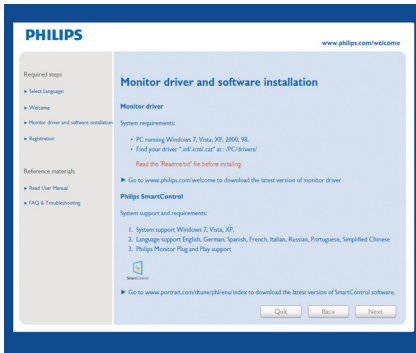 PHILIPS
www.philips.com/welcome
Required steps
Select Language:
Welcome
Monitor driver and software installation
Registration
Reference materials
Read User Manual
FAQ & Troubleshooting
Monitor driver and software installation
Monitor driver
System requirements:
• PC running Windows 7, Vista, XP, 2000, 98.
• Find your driver ".inf/.icm/.cat" at : /PC/drivers/
Read the "Readme.txt" file before installing
Go to www.philips.com/welcome to download the latest version of monitor driver
Philips SmartControl
System support and requirements:
1. System support Windows 7, Vista, XP.
2. Language support English, German, Spanish, French, Italian, Russian, Portuguese, Simplified Chinese
3. Philips Monitor Plug and Play support
SmartControl
Go to www.portrait.com/dtune/phl/enu/index to download the latest version of SmartControl software.
Quit
Back
Next